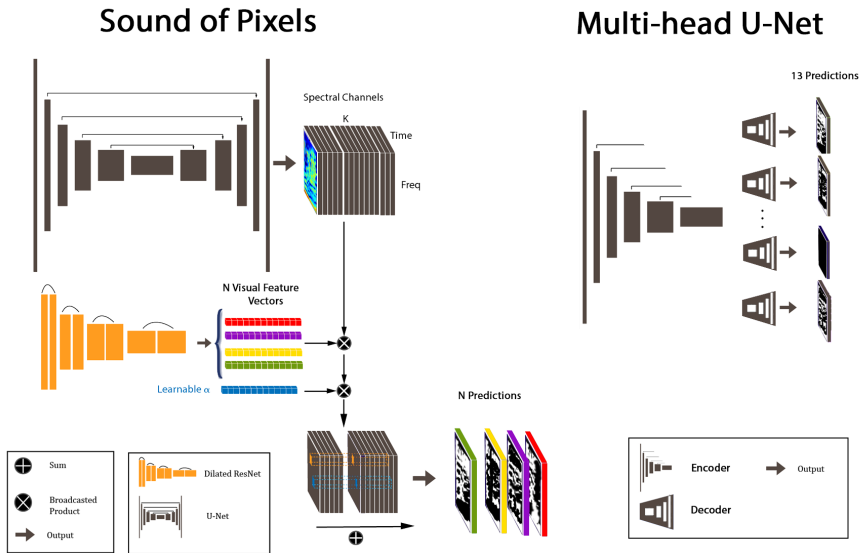 Sound of Pixels
Multi-head U-Net
13 Predictions
Spectral Channels
K
Time
Freq
N Visual Feature
Vectors
Learnable α
N Predictions
Sum
Broadcasted
Product
Output
Dilated ResNet
U-Net
Encoder
Output
Decoder